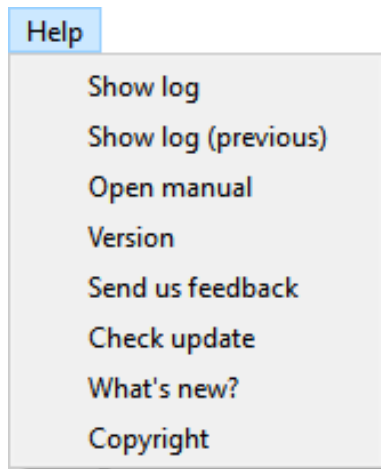 Help
Show log
Show log (previous)
Open manual
Version
Send us feedback
Check update
What's new?
Copyright